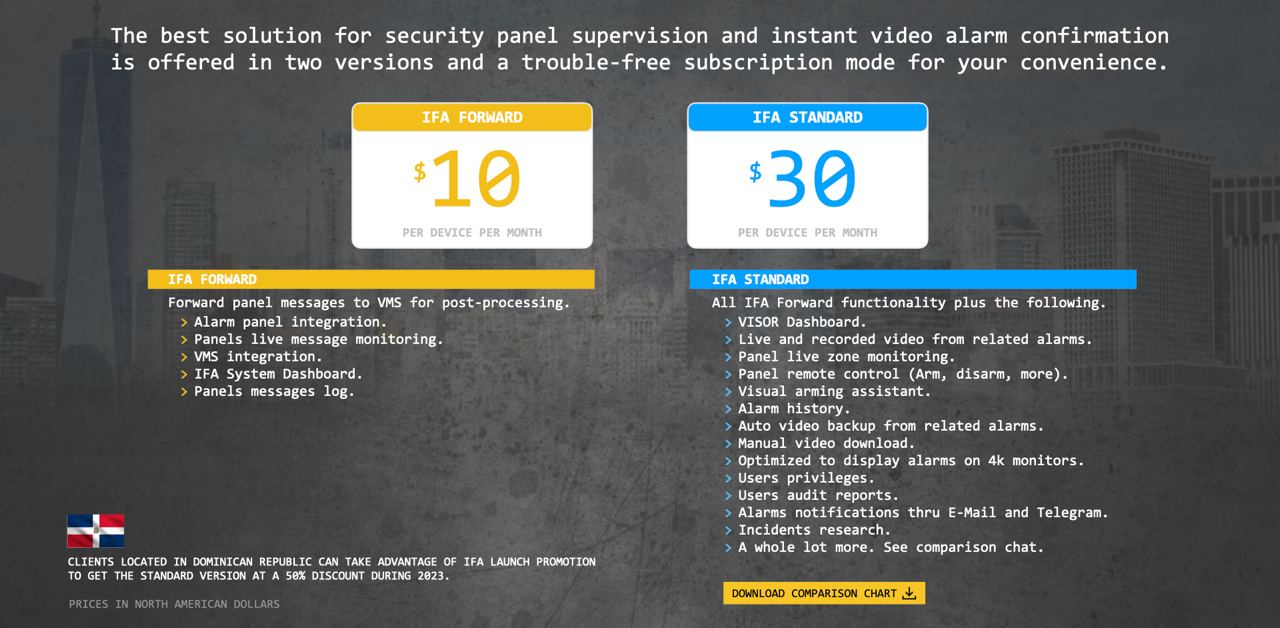 The best solution for security panel supervision and instant video alarm confirmation
is offered in two versions and a trouble-free subscription mode for your convenience.
IFA FORWARD
$10
PER DEVICE PER MONTH
IFA STANDARD
$30
PER DEVICE PER MONTH
IFA FORWARD
Forward panel messages to VMS for post-processing.
> Alarm panel integration.
> Panels live message monitoring.
> VMS integration.
> IFA System Dashboard.
> Panels messages log.
IFA STANDARD
All IFA Forward functionality plus the following.
> VISOR Dashboard.
> Live and recorded video from related alarms.
> Panel live zone monitoring.
> Panel remote control (Arm, disarm, more).
> Visual arming assistant.
> Alarm history.
> Auto video backup from related alarms.
> Manual video download.
> Optimized to display alarms on 4k monitors.
> Users privileges.
> Users audit reports.
> Alarms notifications thru E-Mail and Telegram.
> Incidents research.
> A whole lot more. See comparison chat.
CLIENTS LOCATED IN DOMINICAN REPUBLIC CAN TAKE ADVANTAGE OF IFA LAUNCH PROMOTION
TO GET THE STANDARD VERSION AT A 50% DISCOUNT DURING 2023.
PRICES IN NORTH AMERICAN DOLLARS
DOWNLOAD COMPARISON CHART